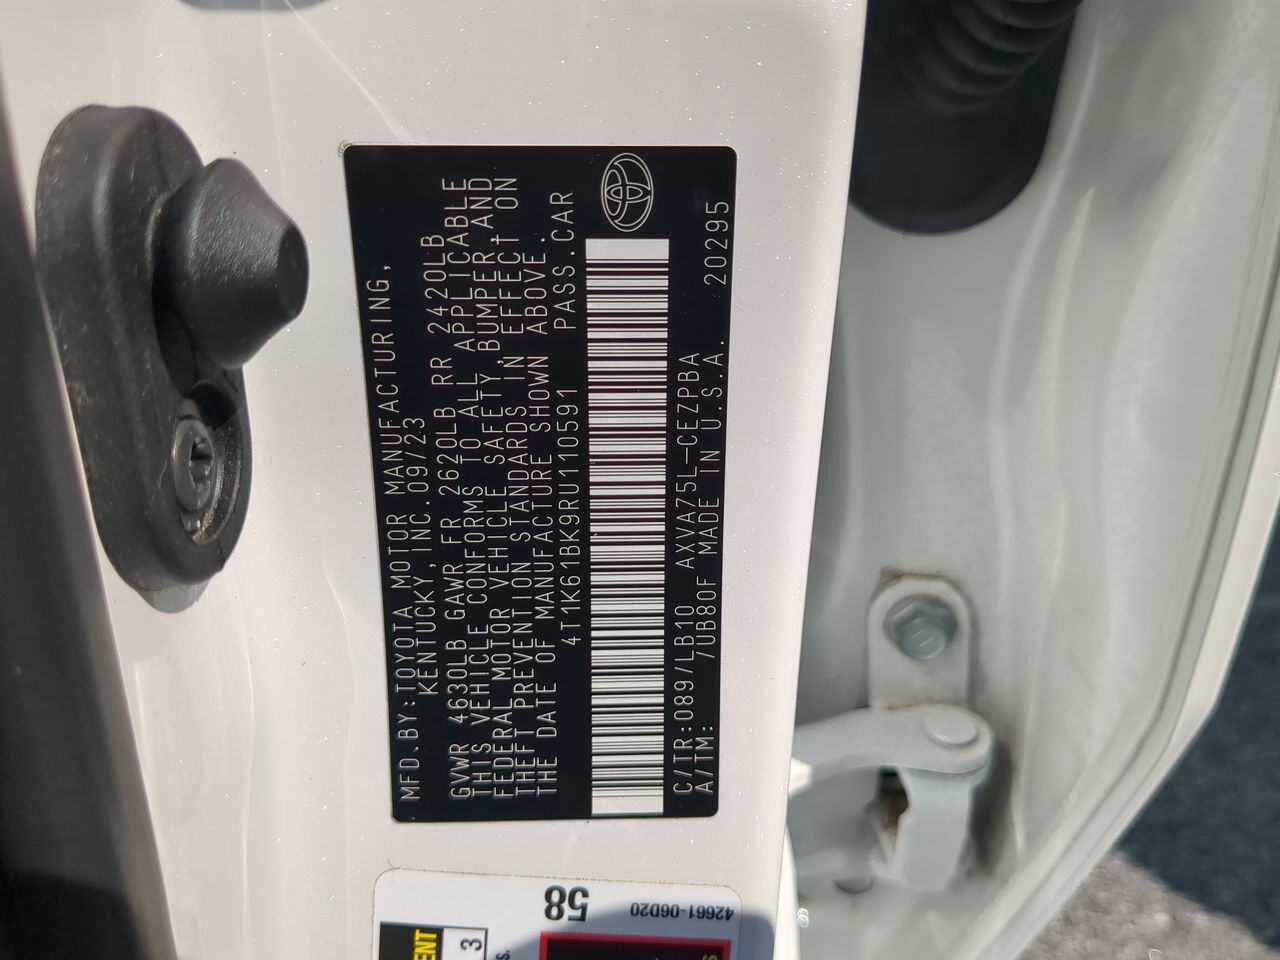 MFD.BY:TOYOTA MOTOR MANUFACTURING,
KENTUCKY,INC.09/23
GVWR 4630LB GAWR FR 2620LB RR 2420LB
THIS VEHICLE CONFORMS TO ALL APPLICABLE
FEDERAL MOTOR VEHICLE SAFETY,BUMPER,AND
THEFT PREVENTION STANDARDS IN EFFECT ON
THE DATE OF MANUFACTURE SHOWN ABOVE.
4T1K61BK9RU110591 PASS.CAR
C/TR:089/LB10 AXVA75L-CEZPBA
A/TM: /UB80F MADE IN U.S.A. 20295
58
42661-06D20
ENT
3
s.